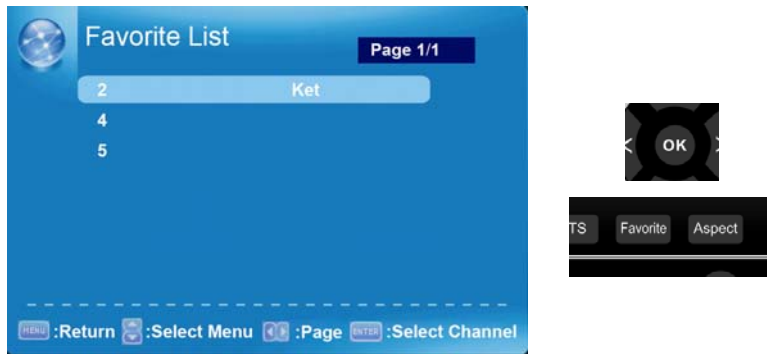 Favorite List
Page 1/1
2 Ket
4
5
MENU :Return :Select Menu :Page ENTER :Select Channel
< OK >
TS Favorite Aspect